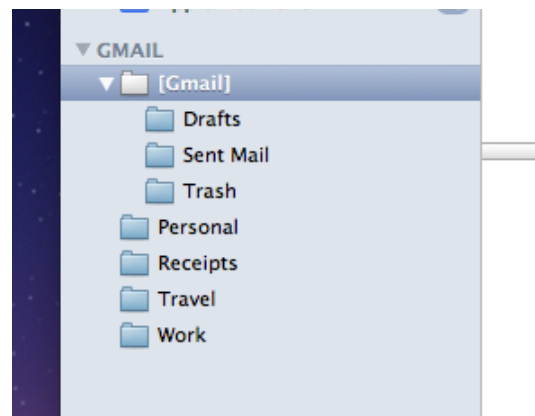 GMAIL
[Gmail]
Drafts
Sent Mail
Trash
Personal
Receipts
Travel
Work